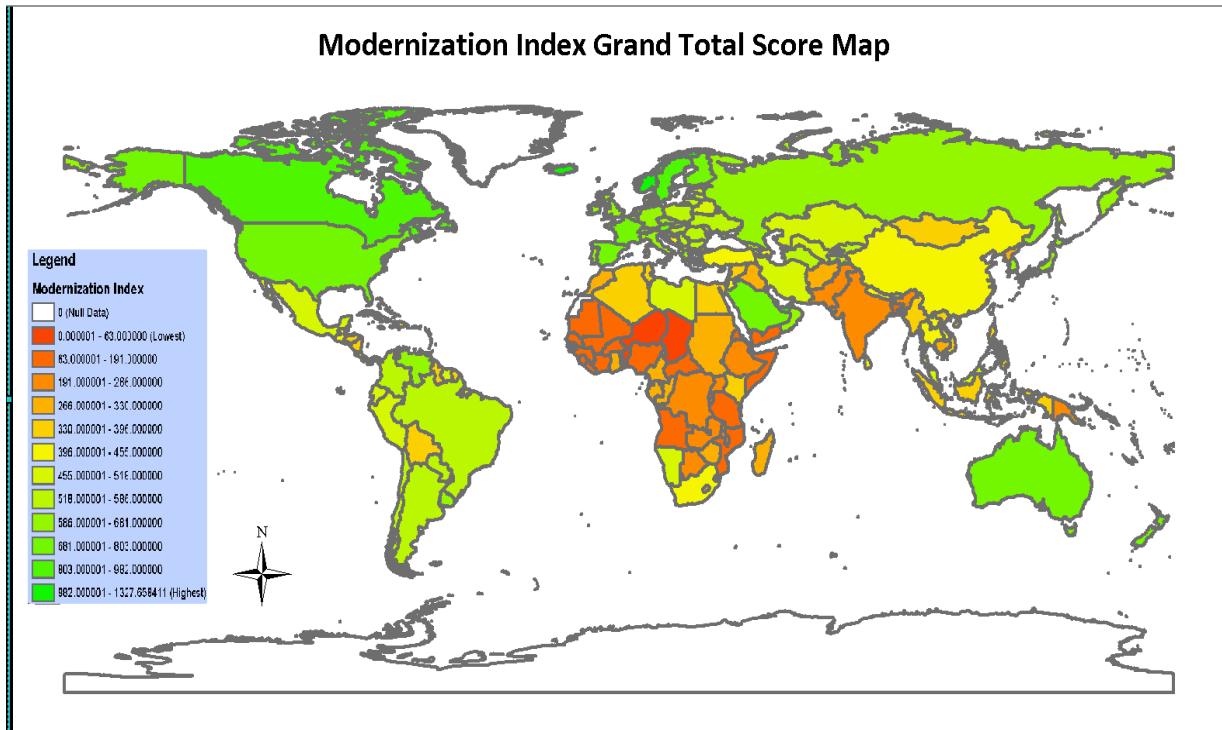 Modernization Index Grand Total Score Map
Legend
Modernization Index
0 (Null Data)
0.000001 - 63.000000 (Lowest)
63.000001 - 191.000000
191.000001 - 266.000000
266.000001 - 330.000000
330.000001 - 396.000000
396.000001 - 455.000000
455.000001 - 518.000000
518.000001 - 586.000000
586.000001 - 681.000000
681.000001 - 803.000000
803.000001 - 982.000000
982.000001 - 1327.658411 (Highest)
N